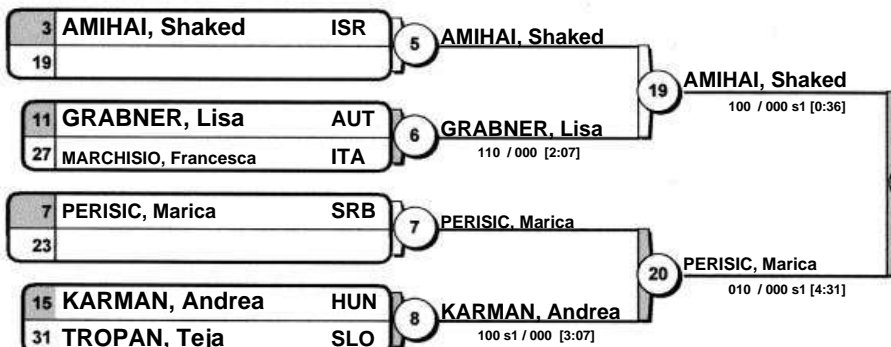 3 AMIHAI, Shaked ISR
19
5 AMIHAI, Shaked
11 GRABNER, Lisa AUT
27 MARCHISIO, Francesca ITA
6 GRABNER, Lisa
110 / 000 [2:07]
19 AMIHAI, Shaked
100 / 000 s1 [0:36]
7 PERISIC, Marica SRB
23
7 PERISIC, Marica
15 KARMAN, Andrea HUN
31 TROPAN, Teja SLO
8 KARMAN, Andrea
100 s1 / 000 [3:07]
20 PERISIC, Marica
010 / 000 s1 [4:31]